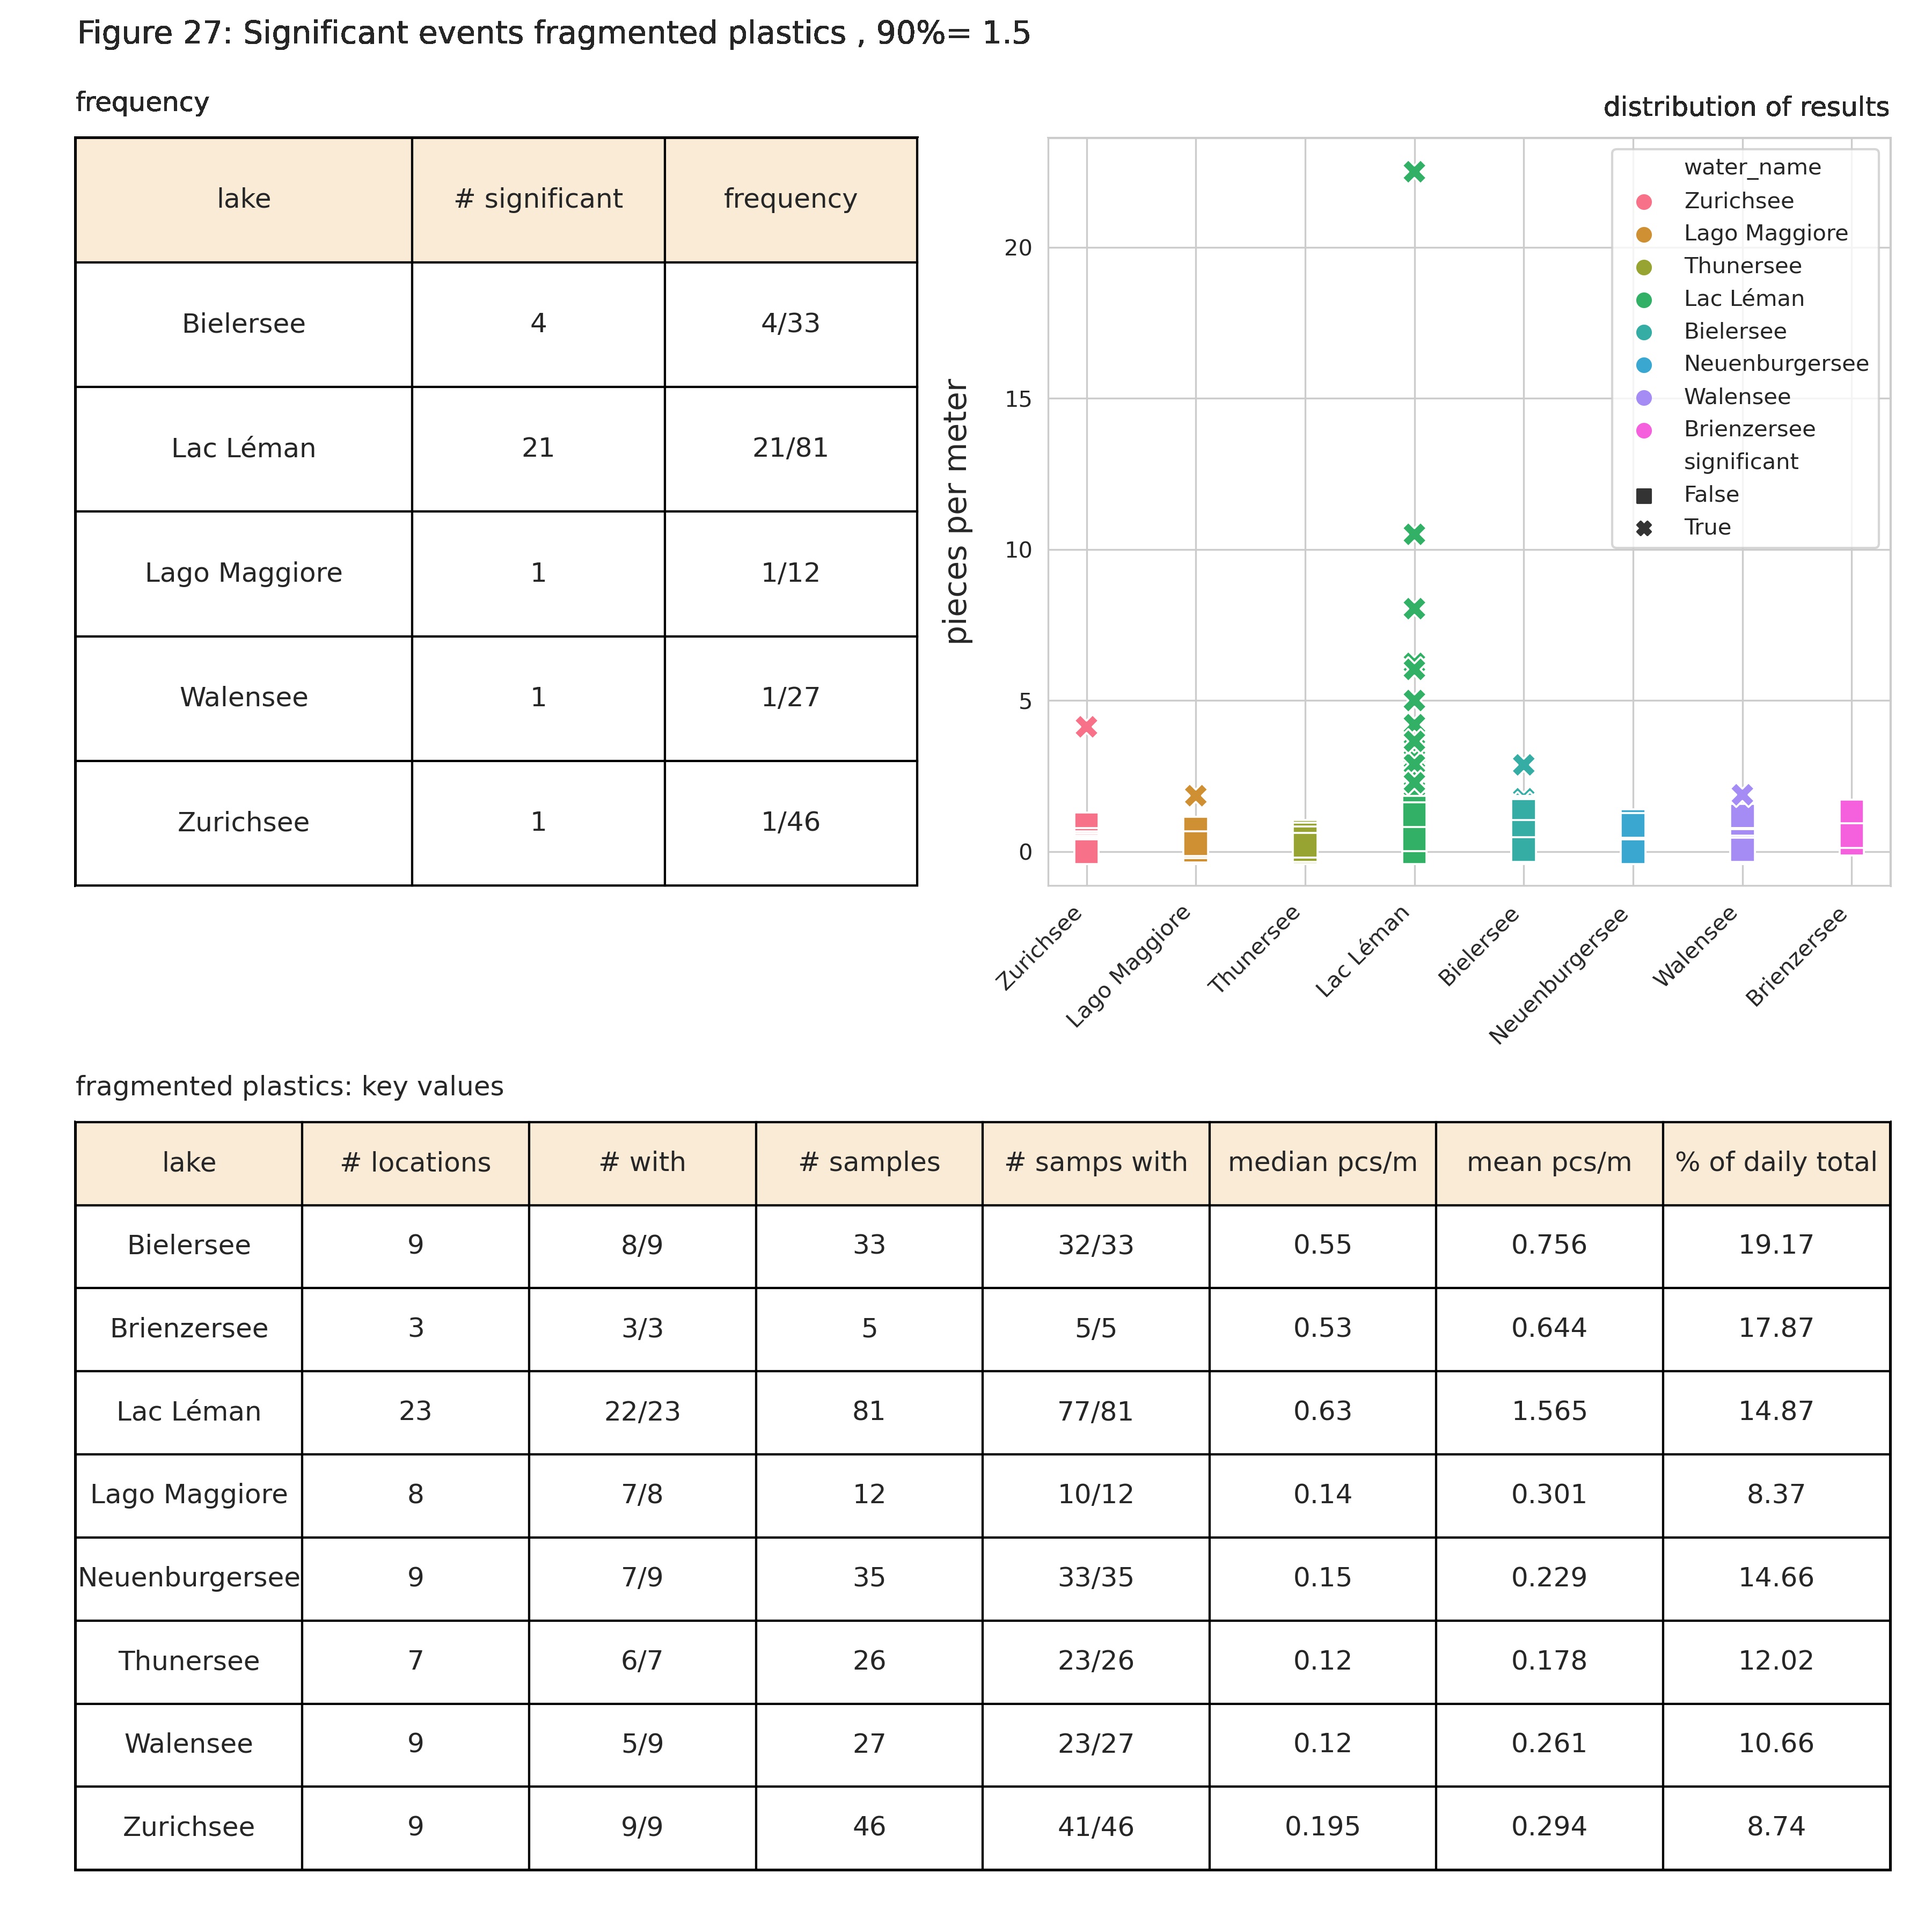 Figure 27: Significant events fragmented plastics , 90%= 1.5
frequency
lake # significant frequency
Bielersee 4 4/33
Lac Léman 21 21/81
Lago Maggiore 1 1/12
Walensee 1 1/27
Zurichsee 1 1/46
distribution of results
pieces per meter
20
15
10
5
0
water_name
Zurichsee
Lago Maggiore
Thunersee
Lac Léman
Bielersee
Neuenburgersee
Walensee
Brienzersee
significant
False
True
Zurichsee
Lago Maggiore
Thunersee
Lac Léman
Bielersee
Neuenburgersee
Walensee
Brienzersee
fragmented plastics: key values
lake # locations # with # samples # samps with median pcs/m mean pcs/m % of daily total
Bielersee 9 8/9 33 32/33 0.55 0.756 19.17
Brienzersee 3 3/3 5 5/5 0.53 0.644 17.87
Lac Léman 23 22/23 81 77/81 0.63 1.565 14.87
Lago Maggiore 8 7/8 12 10/12 0.14 0.301 8.37
Neuenburgersee 9 7/9 35 33/35 0.15 0.229 14.66
Thunersee 7 6/7 26 23/26 0.12 0.178 12.02
Walensee 9 5/9 27 23/27 0.12 0.261 10.66
Zurichsee 9 9/9 46 41/46 0.195 0.294 8.74